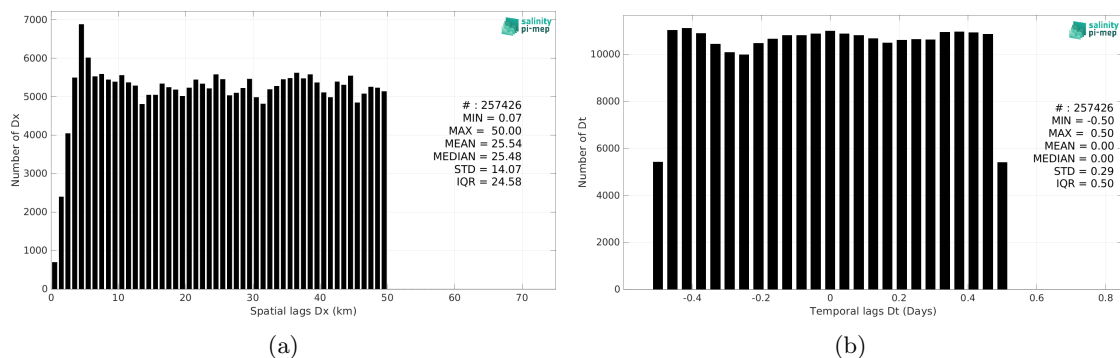 7000
6000
5000
4000
3000
2000
1000
0
Number of Dx
0 10 20 30 40 50 60 70
Spatial lags Dx (km)
salinity
pi-mep
# : 257426
MIN = 0.07
MAX = 50.00
MEAN = 25.54
MEDIAN = 25.48
STD = 14.07
IQR = 24.58
(a)
10000
8000
6000
4000
2000
0
Number of Dt
-0.4 -0.2 0 0.2 0.4 0.6 0.8
Temporal lags Dt (Days)
salinity
pi-mep
# : 257426
MIN = -0.50
MAX = 0.50
MEAN = 0.00
MEDIAN = 0.00
STD = 0.29
IQR = 0.50
(b)